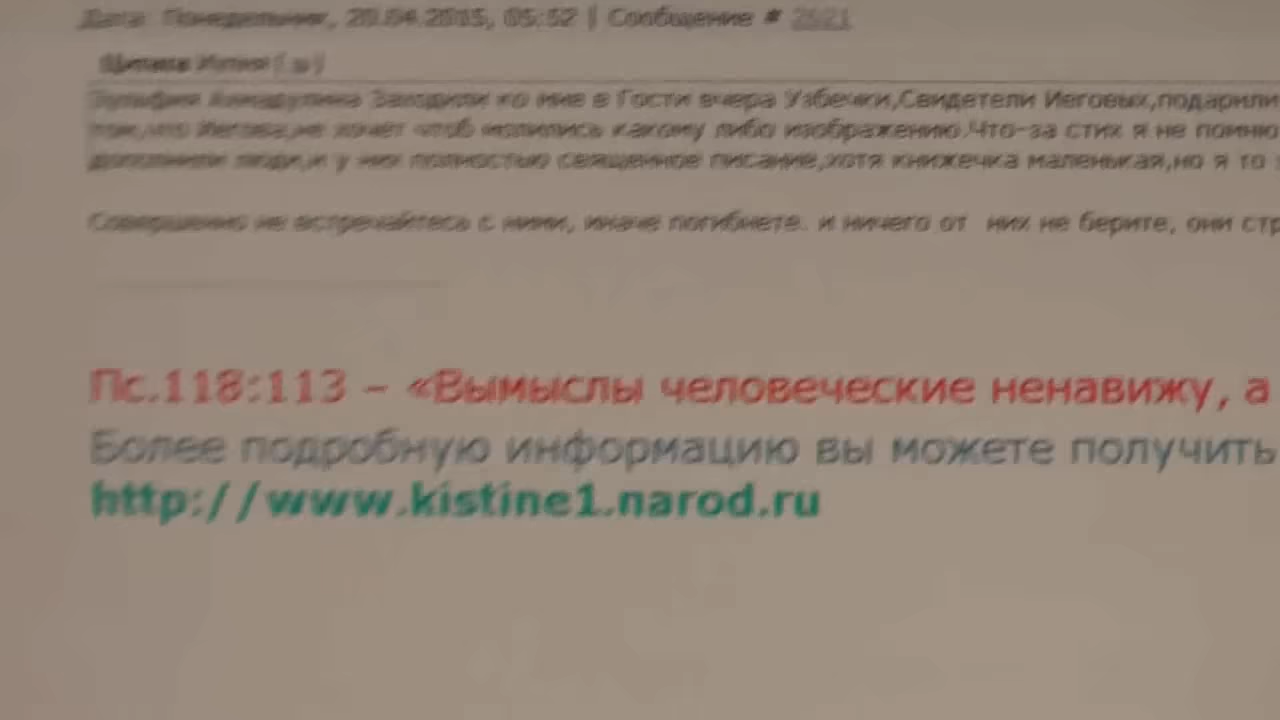 Дата: Понедельник, 20.04.2015, 05:52 | Сообщение # 2621
Цитата
Заходили ко мне в Гости вчера Узбечки,Свидетели Иеговых,подарили
что Иегова,не хочет чтоб молились какому либо изображению.Что-за стих я не помню
дополнили люди,и у них полностью священное писание,хотя книжечка маленькая,но я то
Совершенно не встречайтесь с ними, иначе погибнете. и ничего от них не берите, они
Пс.118:113 – «Вымыслы человеческие ненавижу, а
Более подробную информацию вы можете получить
http://www.kistine1.narod.ru